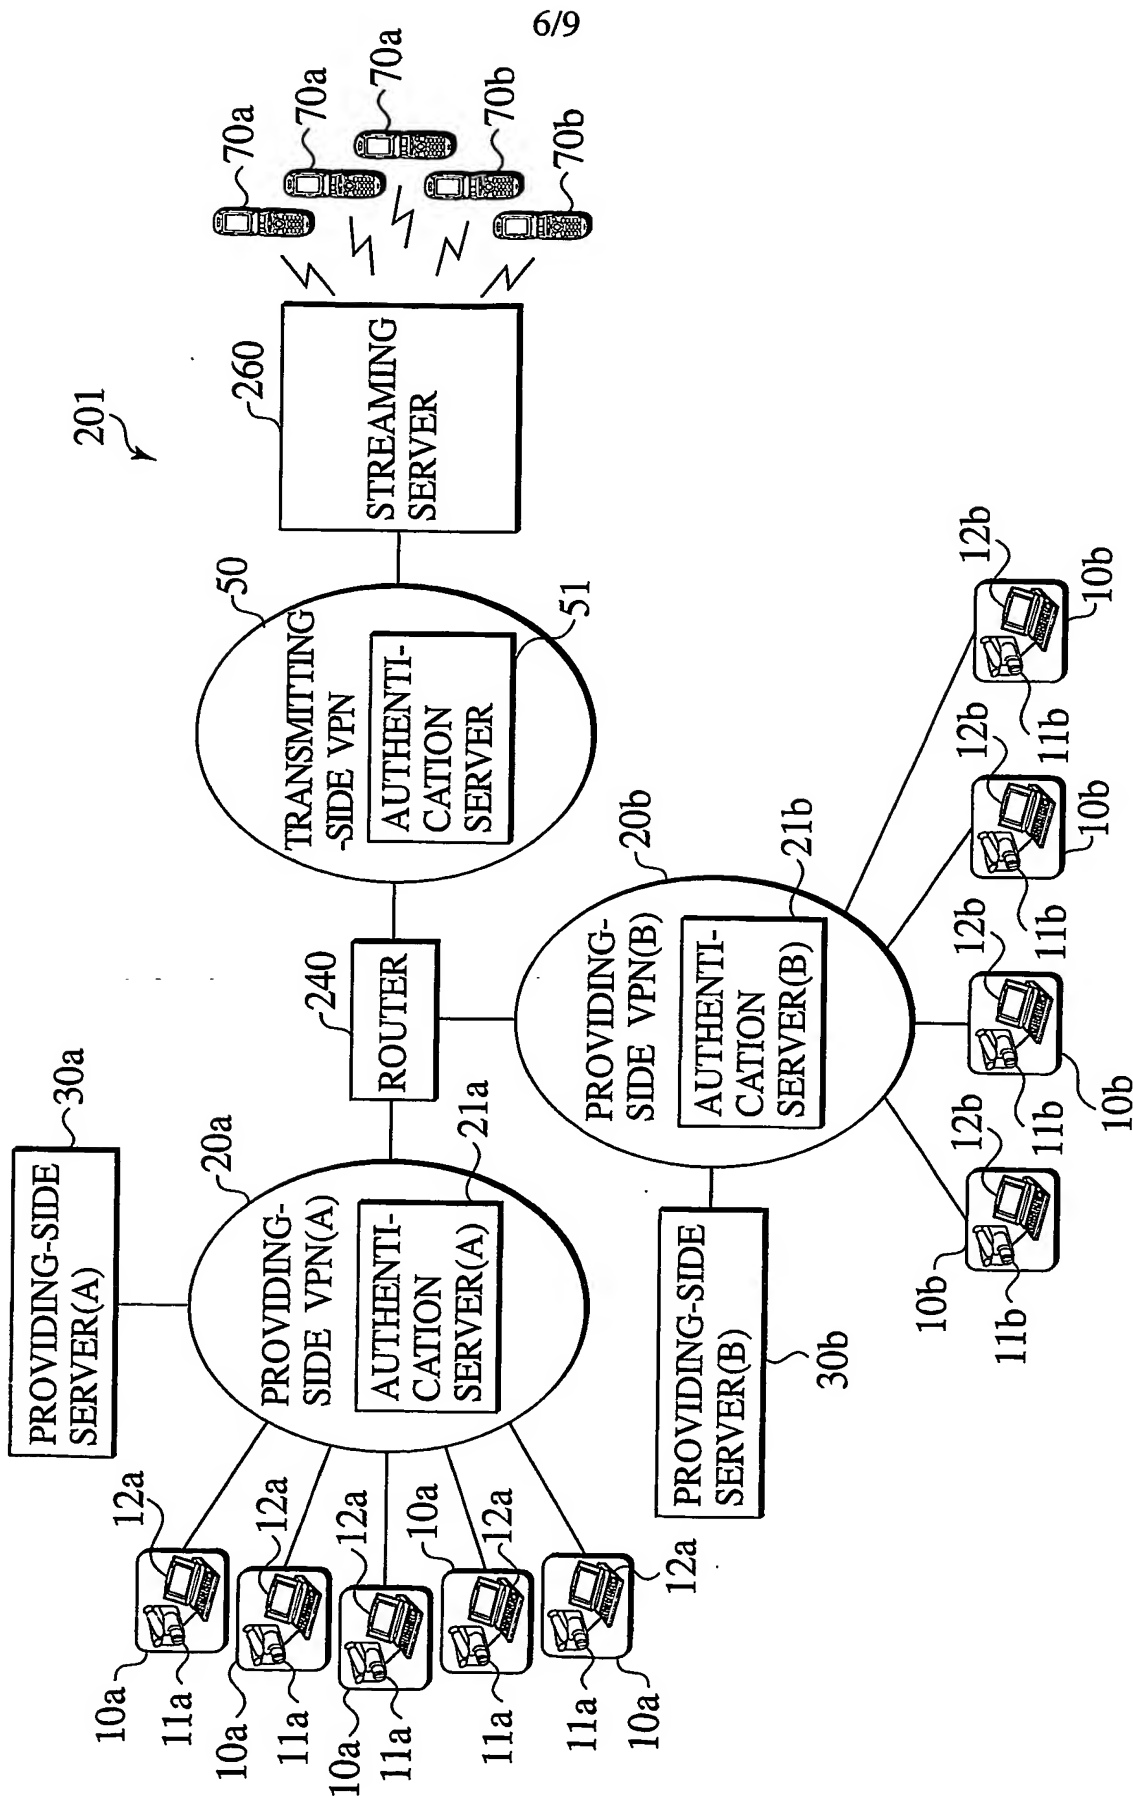 6/9
201
30a
PROVIDING-SIDE
SERVER(A)
20a
PROVIDING-
SIDE VPN(A)
21a
AUTHENTI-
CATION
SERVER(A)
240
ROUTER
50
TRANSMITTING
-SIDE VPN
51
AUTHENTI-
CATION
SERVER
260
STREAMING
SERVER
70a
70a
70a
70b
70b
10a
11a
12a
10a
11a
12a
10a
11a
12a
10a
11a
12a
10a
11a
12a
20b
PROVIDING-
SIDE VPN(B)
21b
AUTHENTI-
CATION
SERVER(B)
PROVIDING-SIDE
SERVER(B)
30b
10b
11b
12b
10b
11b
12b
10b
11b
12b
10b
11b
12b